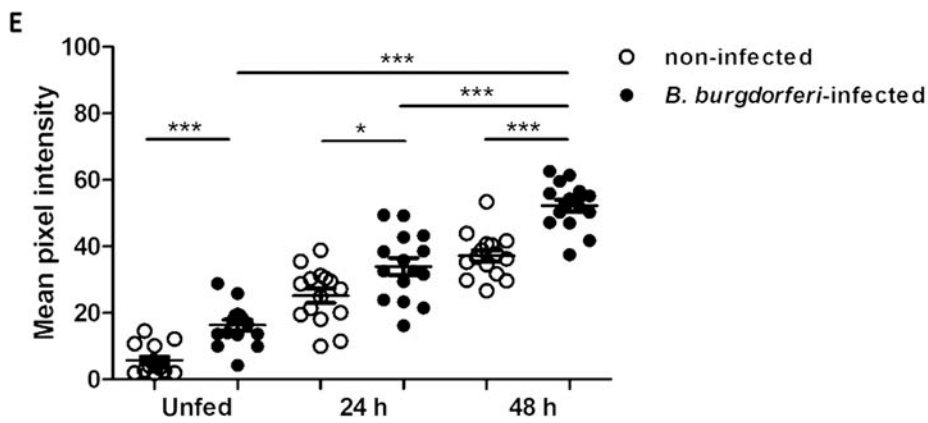 E
100
80
60
40
20
0
Mean pixel intensity
***
***
***
*
***
non-infected
B. burgdorferi-infected
Unfed 24 h 48 h